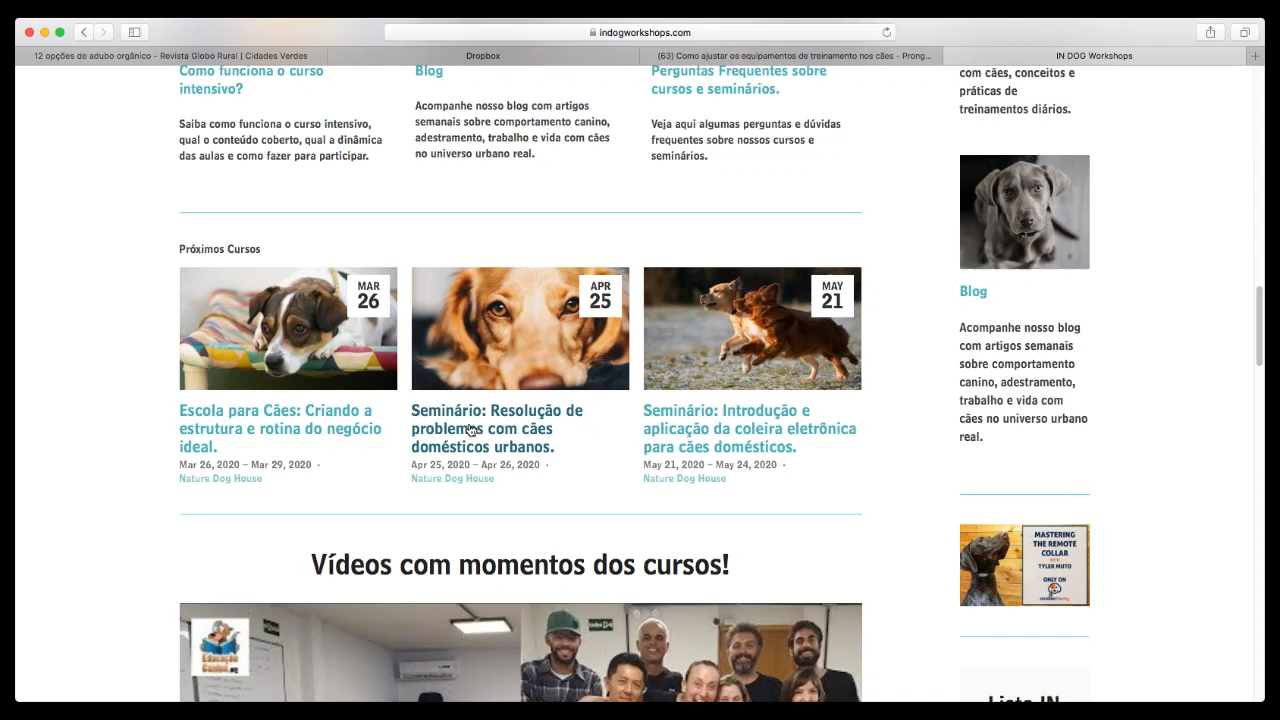 indogworkshops.com
12 opções de adubo orgânico - Revista Globo Rural | Cidades Verdes
Dropbox
(63) Como ajustar os equipamentos de treinamento nos cães - Prong...
IN DOG Workshops
Como funciona o curso
intensivo?
Saiba como funciona o curso intensivo,
qual o conteúdo coberto, qual a dinâmica
das aulas e como fazer para participar.
Blog
Acompanhe nosso blog com artigos
semanais sobre comportamento canino,
adestramento, trabalho e vida com cães
no universo urbano real.
Perguntas Frequentes sobre
cursos e seminários.
Veja aqui algumas perguntas e dúvidas
frequentes sobre nossos cursos e
seminários.
Próximos Cursos
MAR
26
Escola para Cães: Criando a
estrutura e rotina do negócio
ideal.
Mar 26, 2020 – Mar 29, 2020 ·
Nature Dog House
APR
25
Seminário: Resolução de
problemas com cães
domésticos urbanos.
Apr 25, 2020 – Apr 26, 2020 ·
Nature Dog House
MAY
21
Seminário: Introdução e
aplicação da coleira eletrônica
para cães domésticos.
May 21, 2020 – May 24, 2020 ·
Nature Dog House
Vídeos com momentos dos cursos!
Educação
com cães, conceitos e
práticas de
treinamentos diários.
Blog
Acompanhe nosso blog
com artigos semanais
sobre comportamento
canino, adestramento,
trabalho e vida com
cães no universo urbano
real.
MASTERING
THE REMOTE
COLLAR
WITH
TYLER MUTO
ONLY ON
Lista IN